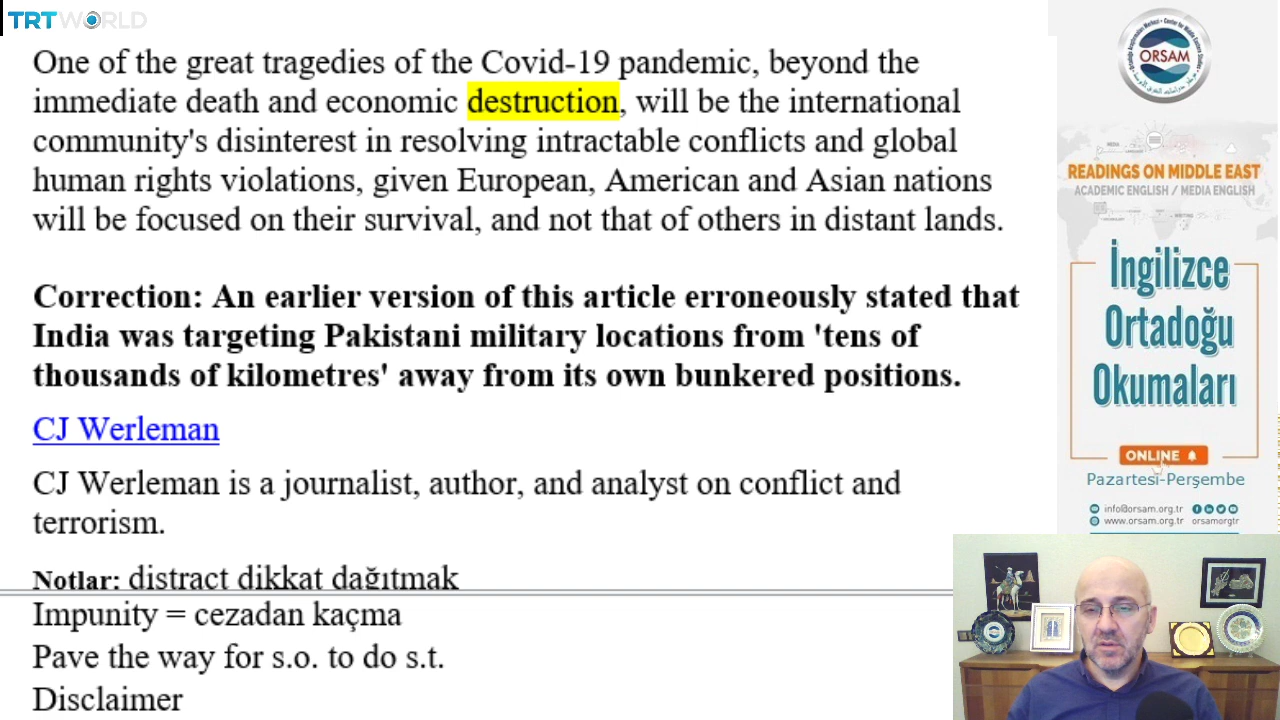 TRT WORLD
One of the great tragedies of the Covid-19 pandemic, beyond the
immediate death and economic destruction, will be the international
community's disinterest in resolving intractable conflicts and global
human rights violations, given European, American and Asian nations
will be focused on their survival, and not that of others in distant lands.
Correction: An earlier version of this article erroneously stated that
India was targeting Pakistani military locations from 'tens of
thousands of kilometres' away from its own bunkered positions.
CJ Werleman
CJ Werleman is a journalist, author, and analyst on conflict and
terrorism.
Notlar: distract dikkat dağıtmak
Impunity = cezadan kaçma
Pave the way for s.o. to do s.t.
Disclaimer
ORSAM
READINGS ON MIDDLE EAST
ACADEMIC ENGLISH / MEDIA ENGLISH
İngilizce
Ortadoğu
Okumaları
ONLINE
Pazartesi-Perşembe
info@orsam.org.tr
www.orsam.org.tr orsamorgtr